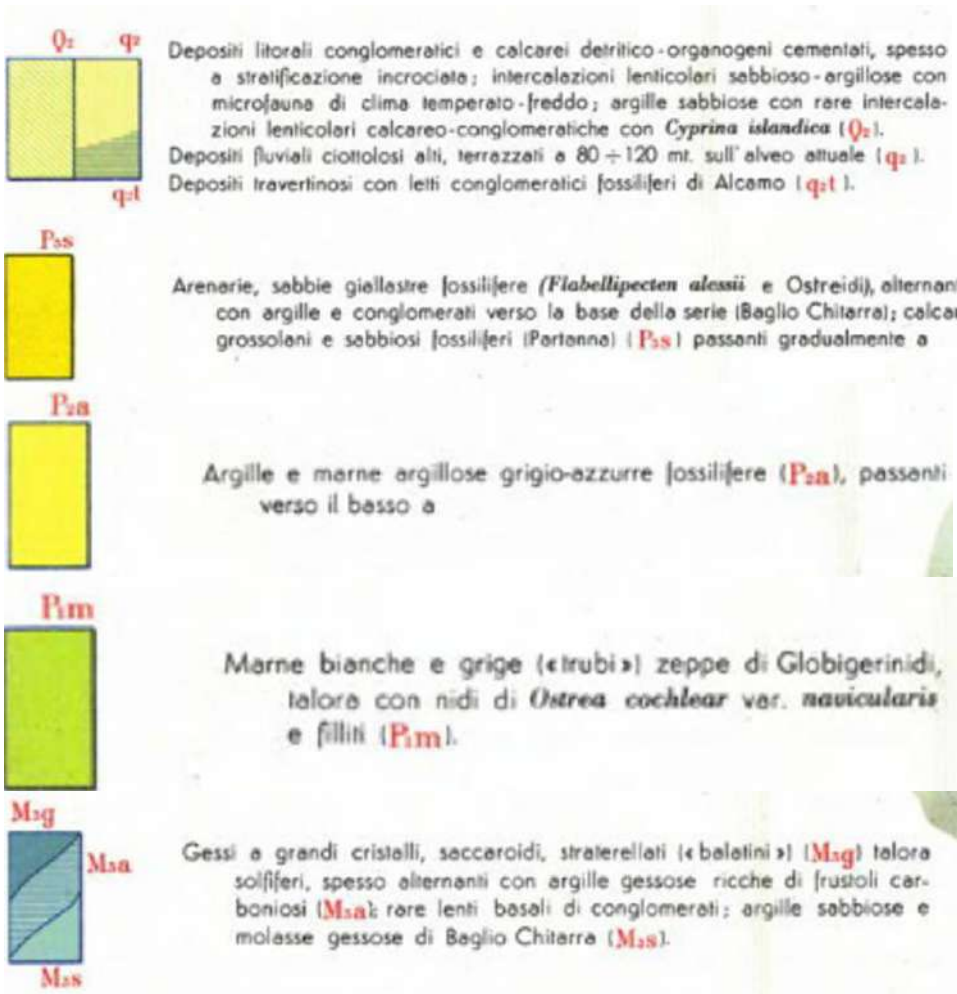 Q₂ q₂
Depositi litorali conglomeratici e calcarei detritico-organogeni cementati, spesso
a stratificazione incrociata; intercalazioni lenticolari sabbioso-argillose con
microfauna di clima temperato-freddo; argille sabbiose con rare intercala-
zioni lenticolari calcareo-conglomeratiche con Cyprina islandica (Q₂).
Depositi fluviali ciottolosi alti, terrazzati a 80÷120 mt. sull'alveo attuale (q₂).
Depositi travertinosi con letti conglomeratici fossiliferi di Alcamo (q₂t).
q₂t
P₃s
Arenarie, sabbie giallastre fossilifere (Flabellipecten alessii e Ostreidi), alternant
con argille e conglomerati verso la base della serie (Baglio Chitarra); calcar
grossolani e sabbiosi fossiliferi (Partanna) (P₃s) passanti gradualmente a
P₂a
Argille e marne argillose grigio-azzurre fossilifere (P₂a), passanti
verso il basso a
P₁m
Marne bianche e grige («trubi») zeppe di Globigerinidi,
talora con nidi di Ostrea cochlear var. navicularis
e filliti (P₁m).
M₃g
M₃a
Gessi a grandi cristalli, saccaroidi, straterellati («balatini») (M₃g) talora
solfiferi, spesso alternanti con argille gessose ricche di frustoli car-
boniosi (M₃a); rare lenti basali di conglomerati; argille sabbiose e
molasse gessose di Baglio Chitarra (M₃s).
M₃s